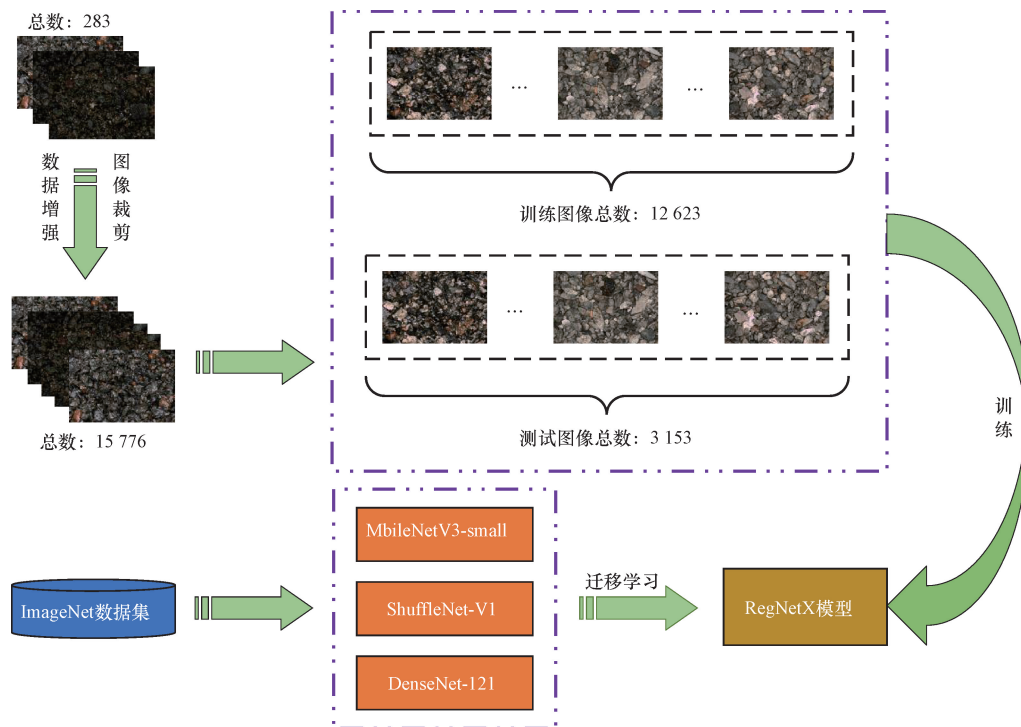 总数：283
数据增强
图像裁剪
总数：15 776
...
...
训练图像总数：12 623
...
...
测试图像总数：3 153
训练
ImageNet数据集
MbileNetV3-small
ShuffleNet-V1
DenseNet-121
迁移学习
RegNetX模型